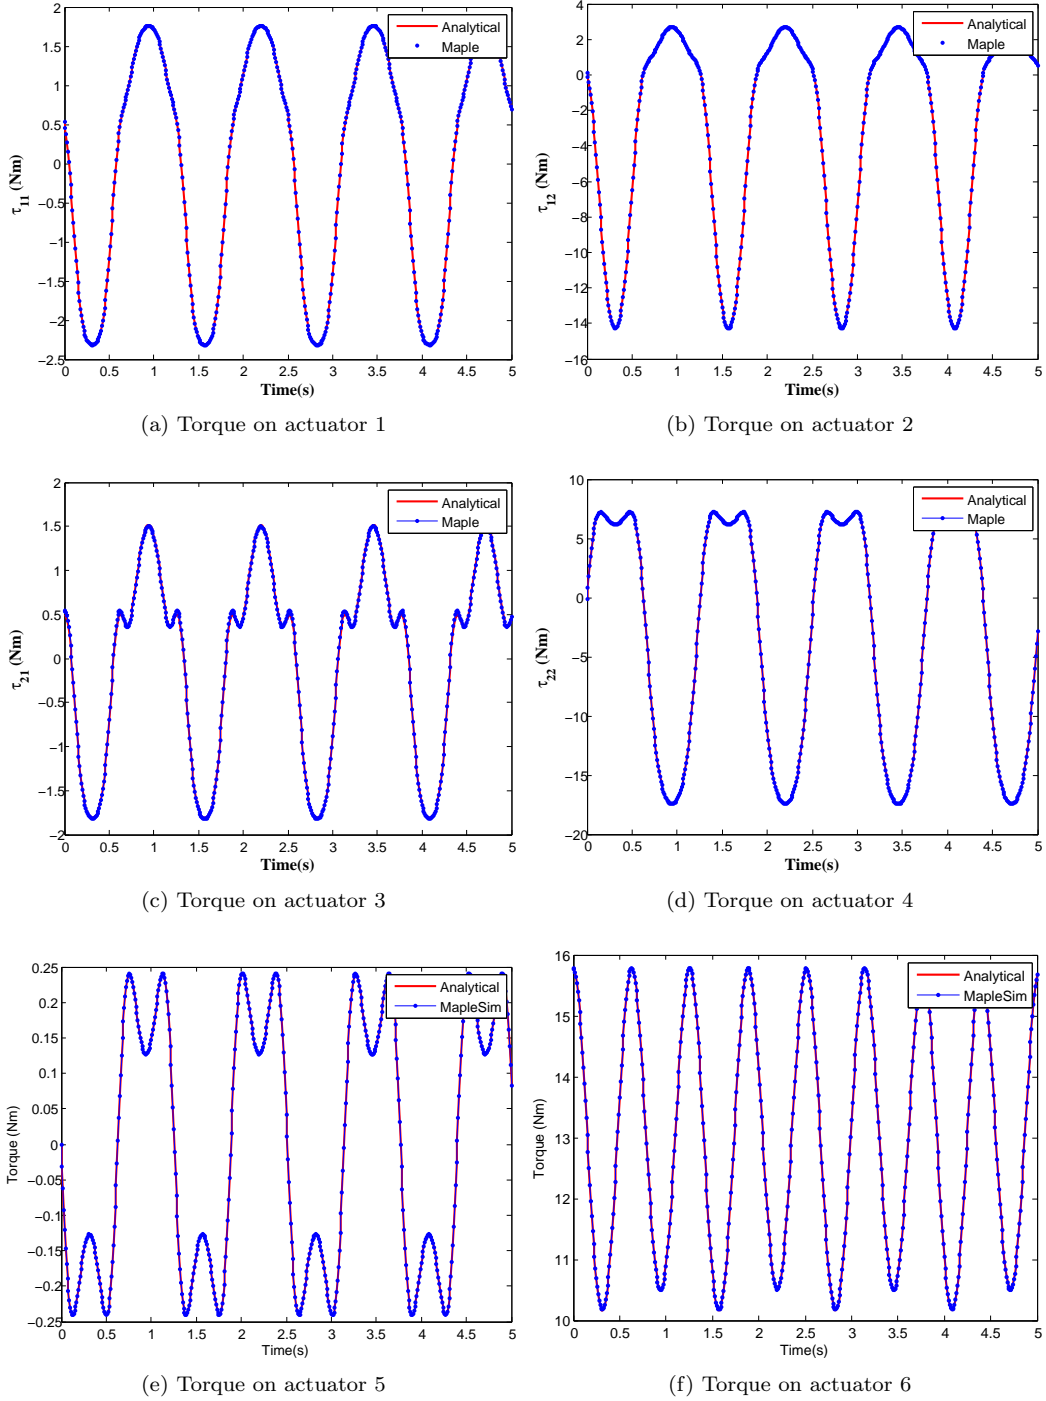 2
1.5
1
0.5
0
−0.5
−1
−1.5
−2
−2.5
τ11 (Nm)
0 0.5 1 1.5 2 2.5 3 3.5 4 4.5 5
Time(s)
Analytical
Maple
(a) Torque on actuator 1
4
2
0
−2
−4
−6
−8
−10
−12
−14
−16
τ12 (Nm)
0 0.5 1 1.5 2 2.5 3 3.5 4 4.5 5
Time(s)
Analytical
Maple
(b) Torque on actuator 2
2
1.5
1
0.5
0
−0.5
−1
−1.5
−2
τ21 (Nm)
0 0.5 1 1.5 2 2.5 3 3.5 4 4.5 5
Time(s)
Analytical
Maple
(c) Torque on actuator 3
10
5
0
−5
−10
−15
−20
τ22 (Nm)
0 0.5 1 1.5 2 2.5 3 3.5 4 4.5 5
Time(s)
Analytical
Maple
(d) Torque on actuator 4
0.25
0.2
0.15
0.1
0.05
0
−0.05
−0.1
−0.15
−0.2
−0.25
Torque (Nm)
0 0.5 1 1.5 2 2.5 3 3.5 4 4.5 5
Time(s)
Analytical
MapleSim
(e) Torque on actuator 5
16
15
14
13
12
11
10
Torque (Nm)
0 0.5 1 1.5 2 2.5 3 3.5 4 4.5 5
Time(s)
Analytical
MapleSim
(f) Torque on actuator 6